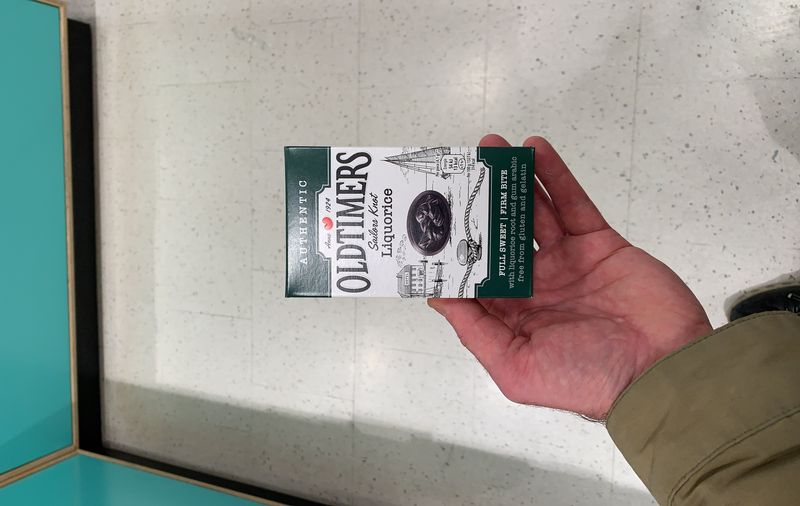 AUTHENTIC
Anno 1924
OLDTIMERS
Sailors Knot
Liquorice
FULL SWEET | FIRM BITE
with liquorice root and gum arabic
free from gluten and gelatin